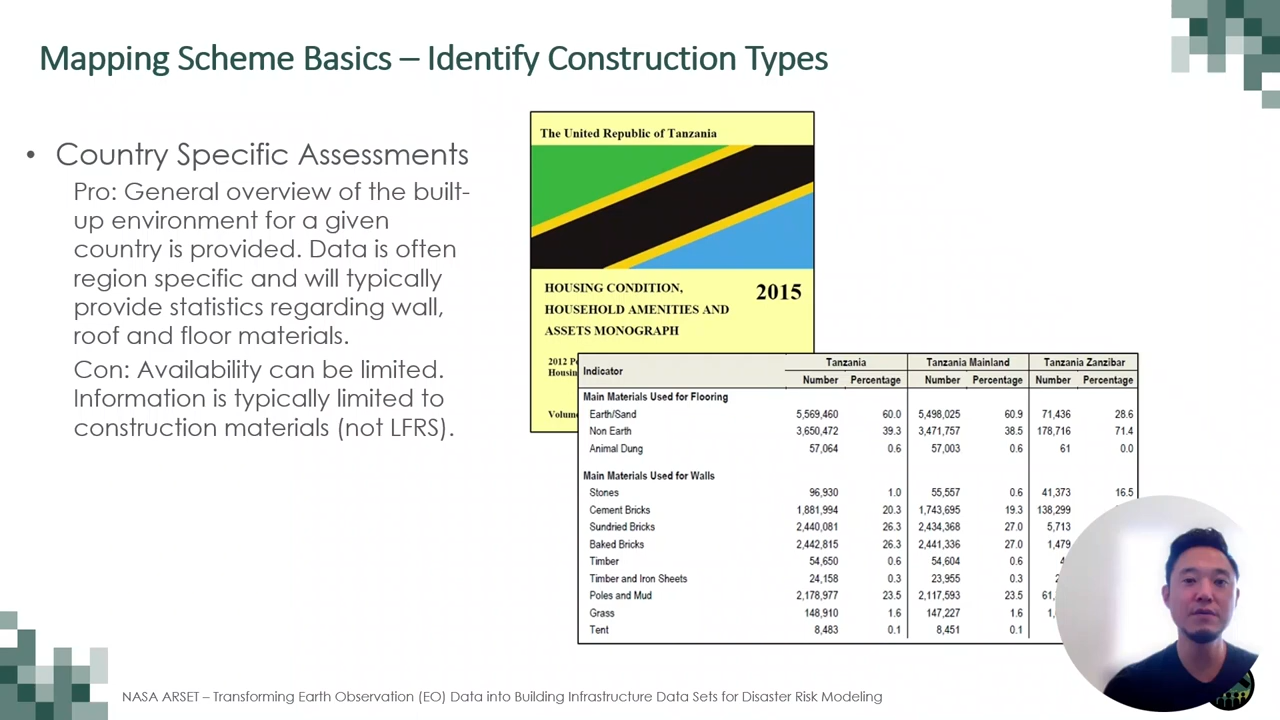 Mapping Scheme Basics – Identify Construction Types
• Country Specific Assessments
Pro: General overview of the built-
up environment for a given
country is provided. Data is often
region specific and will typically
provide statistics regarding wall,
roof and floor materials.
Con: Availability can be limited.
Information is typically limited to
construction materials (not LFRS).
The United Republic of Tanzania
HOUSING CONDITION,
HOUSEHOLD AMENITIES AND
ASSETS MONOGRAPH
2015
2012
Indicator Tanzania Tanzania Mainland Tanzania Zanzibar
Number Percentage Number Percentage Number Percentage
Main Materials Used for Flooring
Earth/Sand 5,569,460 60.0 5,498,025 60.9 71,436 28.6
Non Earth 3,650,472 39.3 3,471,757 38.5 178,716 71.4
Animal Dung 57,064 0.6 57,003 0.6 61 0.0
Main Materials Used for Walls
Stones 96,930 1.0 55,557 0.6 41,373 16.5
Cement Bricks 1,881,994 20.3 1,743,695 19.3 138,299
Sundried Bricks 2,440,081 26.3 2,434,368 27.0 5,713
Baked Bricks 2,442,815 26.3 2,441,336 27.0 1,479
Timber 54,650 0.6 54,604 0.6
Timber and Iron Sheets 24,158 0.3 23,955 0.3
Poles and Mud 2,178,977 23.5 2,117,593 23.5
Grass 148,910 1.6 147,227 1.6
Tent 8,483 0.1 8,451 0.1
NASA ARSET – Transforming Earth Observation (EO) Data into Building Infrastructure Data Sets for Disaster Risk Modeling